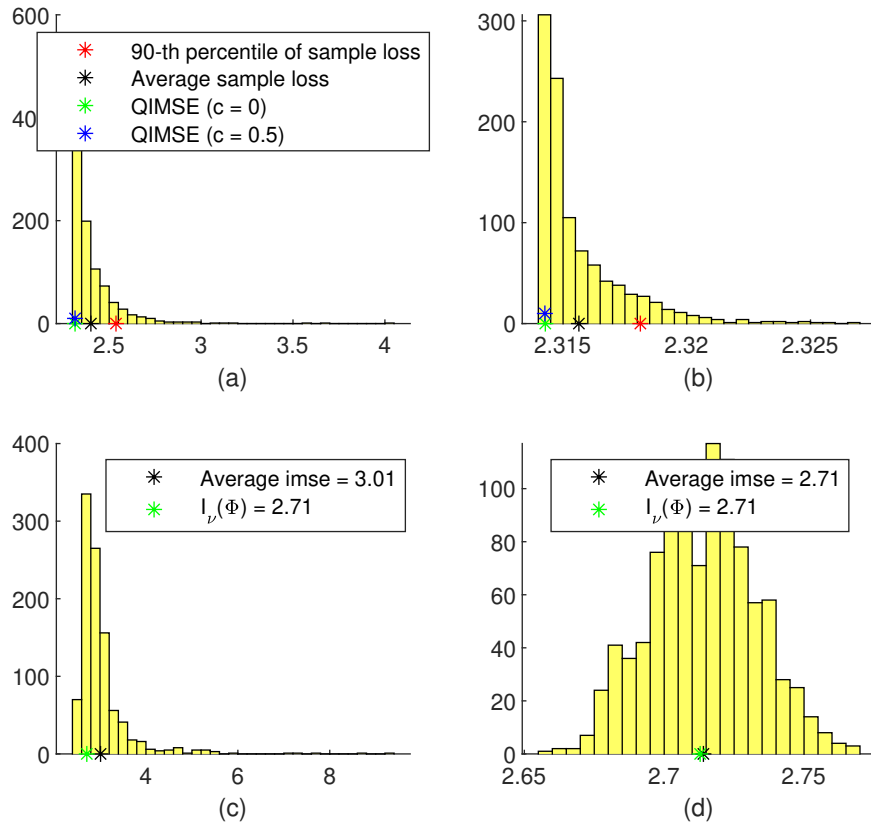 600
400
200
0
90-th percentile of sample loss
Average sample loss
QIMSE (c = 0)
QIMSE (c = 0.5)
2.5 3 3.5 4
(a)
300
200
100
0
2.315 2.32 2.325
(b)
400
300
200
100
0
Average imse = 3.01
I_ν(Φ) = 2.71
4 6 8
(c)
100
80
60
40
20
0
Average imse = 2.71
I_ν(Φ) = 2.71
2.65 2.7 2.75
(d)